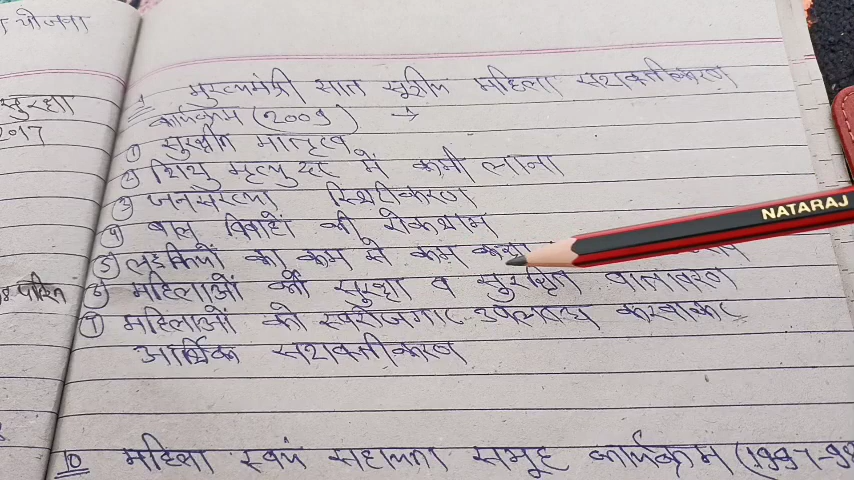 योजना
सुरक्षा
2017
मुख्यमंत्री सात सूत्रीय महिला सशक्तीकरण
कार्यक्रम (2009) →
① सुरक्षित मातृत्व
② शिशु मृत्यु दर में कमी लाना
③ जनसंख्या स्थिरीकरण
④ बाल विवाहों की रोकथाम
⑤ लड़कियों का कम से कम कक्षा
⑥ महिलाओं को सुरक्षा व सुरक्षित वातावरण
⑦ महिलाओं को स्वरोजगार उपलब्ध करवाकर
आर्थिक सशक्तीकरण
10 महिला स्वयं सहायता समूह कार्यक्रम (1997-98
NATARAJ